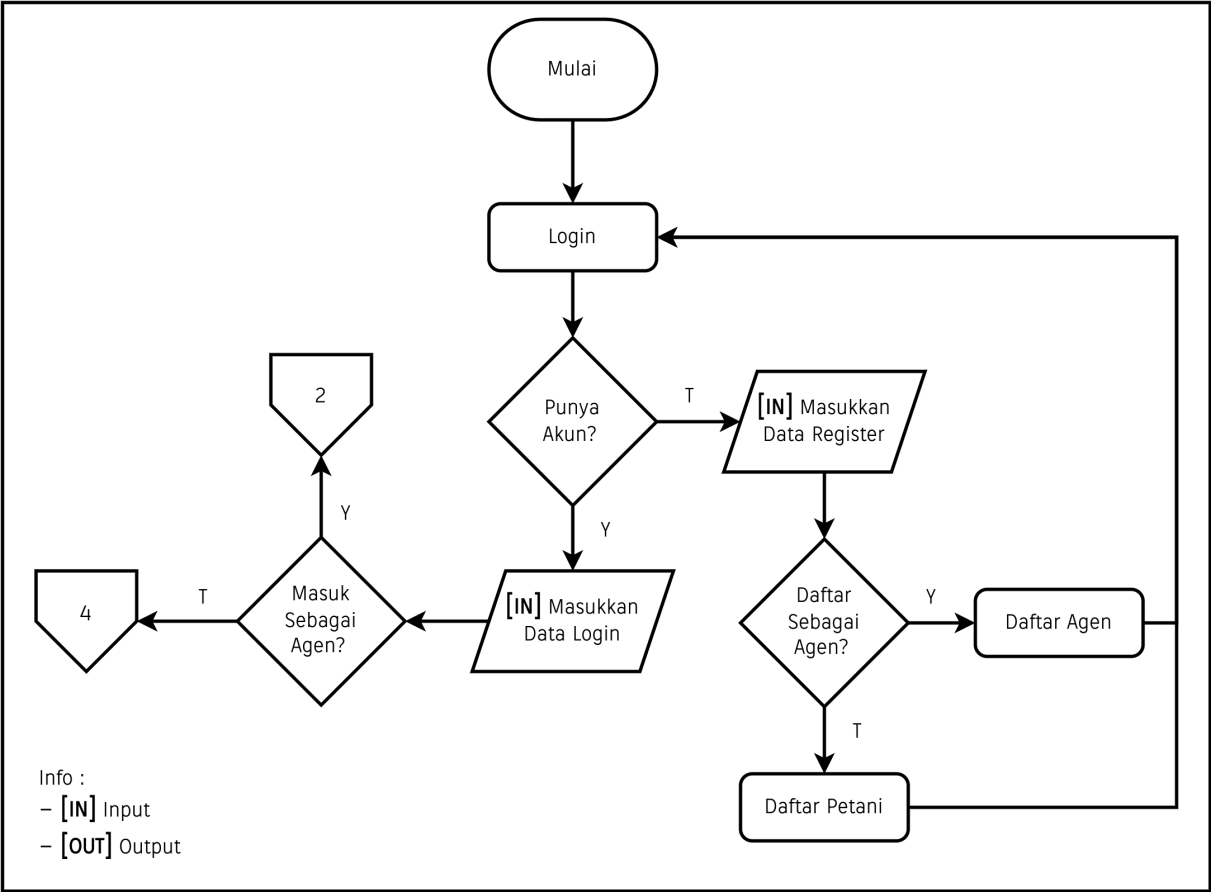 Mulai
Login
Punya
Akun?
T
[IN] Masukkan
Data Register
2
Y
Y
4
T
Masuk
Sebagai
Agen?
[IN] Masukkan
Data Login
Daftar
Sebagai
Agen?
Y
Daftar Agen
T
Daftar Petani
Info :
– [IN] Input
– [OUT] Output